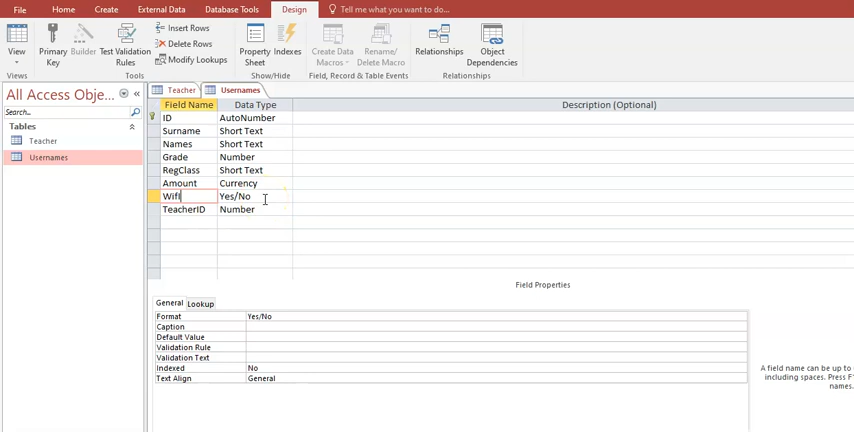 File Home Create External Data Database Tools Design Tell me what you want to do...
View Primary Key Builder Test Validation Rules Insert Rows Delete Rows Modify Lookups Property Sheet Indexes Create Data Macros Rename/ Delete Macro Relationships Object Dependencies
Views Tools Show/Hide Field, Record & Table Events Relationships
All Access Obje... «
Teacher Usernames
Search...
Tables
Teacher
Usernames
Field Name Data Type Description (Optional)
ID AutoNumber
Surname Short Text
Names Short Text
Grade Number
RegClass Short Text
Amount Currency
WifI Yes/No
TeacherID Number
Field Properties
General Lookup
Format Yes/No
Caption
Default Value
Validation Rule
Validation Text
Indexed No
Text Align General
A field name can be up to
including spaces. Press F
names.